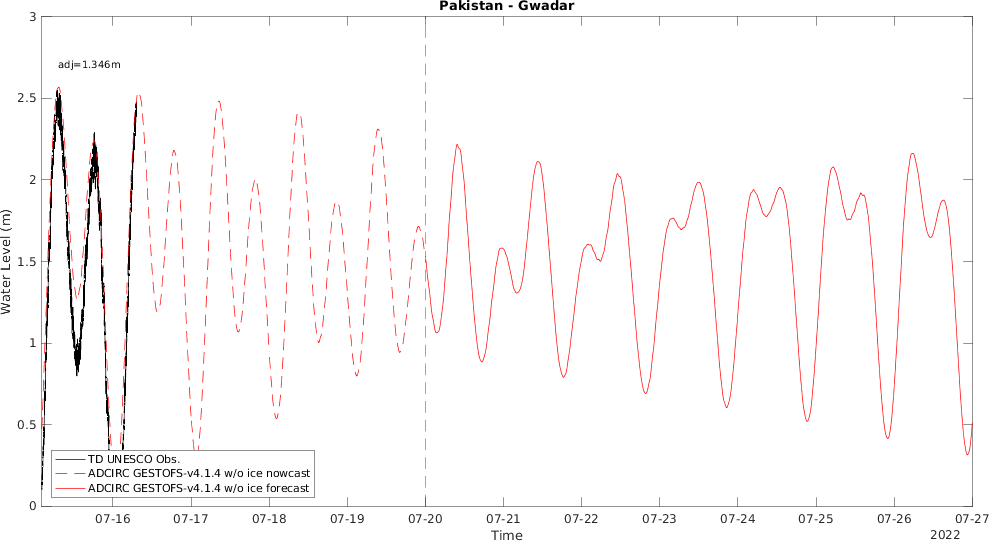 Pakistan - Gwadar
3
2.5
2
1.5
1
0.5
0
Water Level (m)
adj=1.346m
TD UNESCO Obs.
ADCIRC GESTOFS-v4.1.4 w/o ice nowcast
ADCIRC GESTOFS-v4.1.4 w/o ice forecast
07-16 07-17 07-18 07-19 07-20 07-21 07-22 07-23 07-24 07-25 07-26 07-27
Time
2022